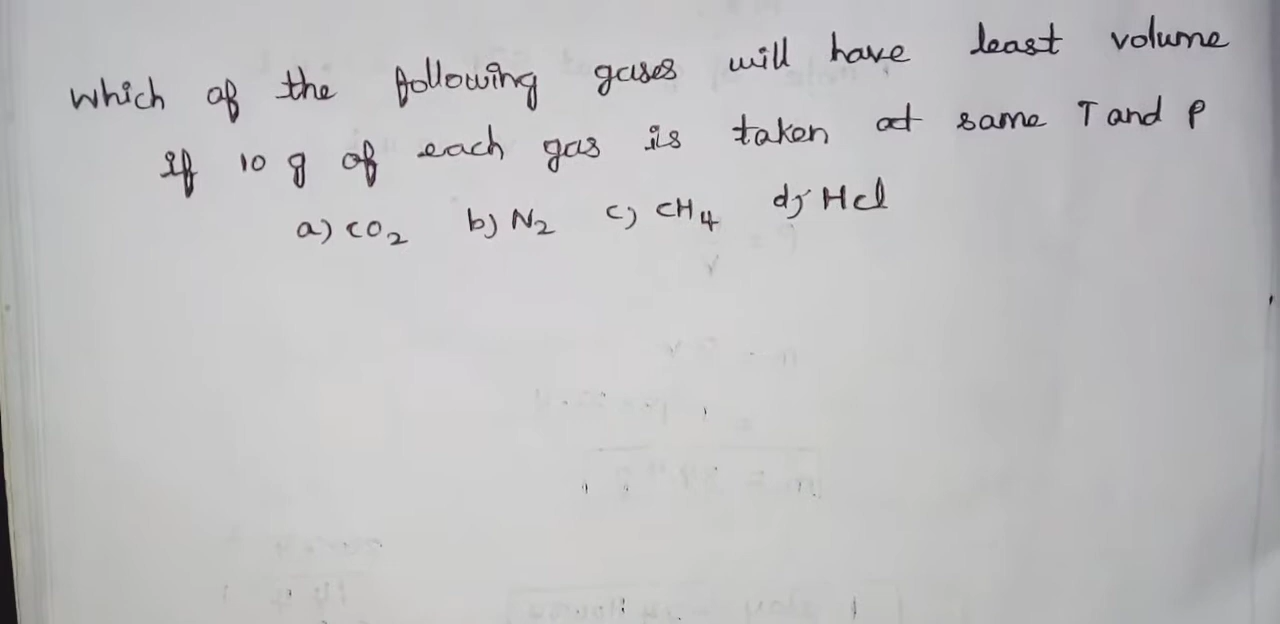 which of the following gases will have least volume
if 10 g of each gas is taken at same T and P
a) CO2 b) N2 c) CH4 d) HCl